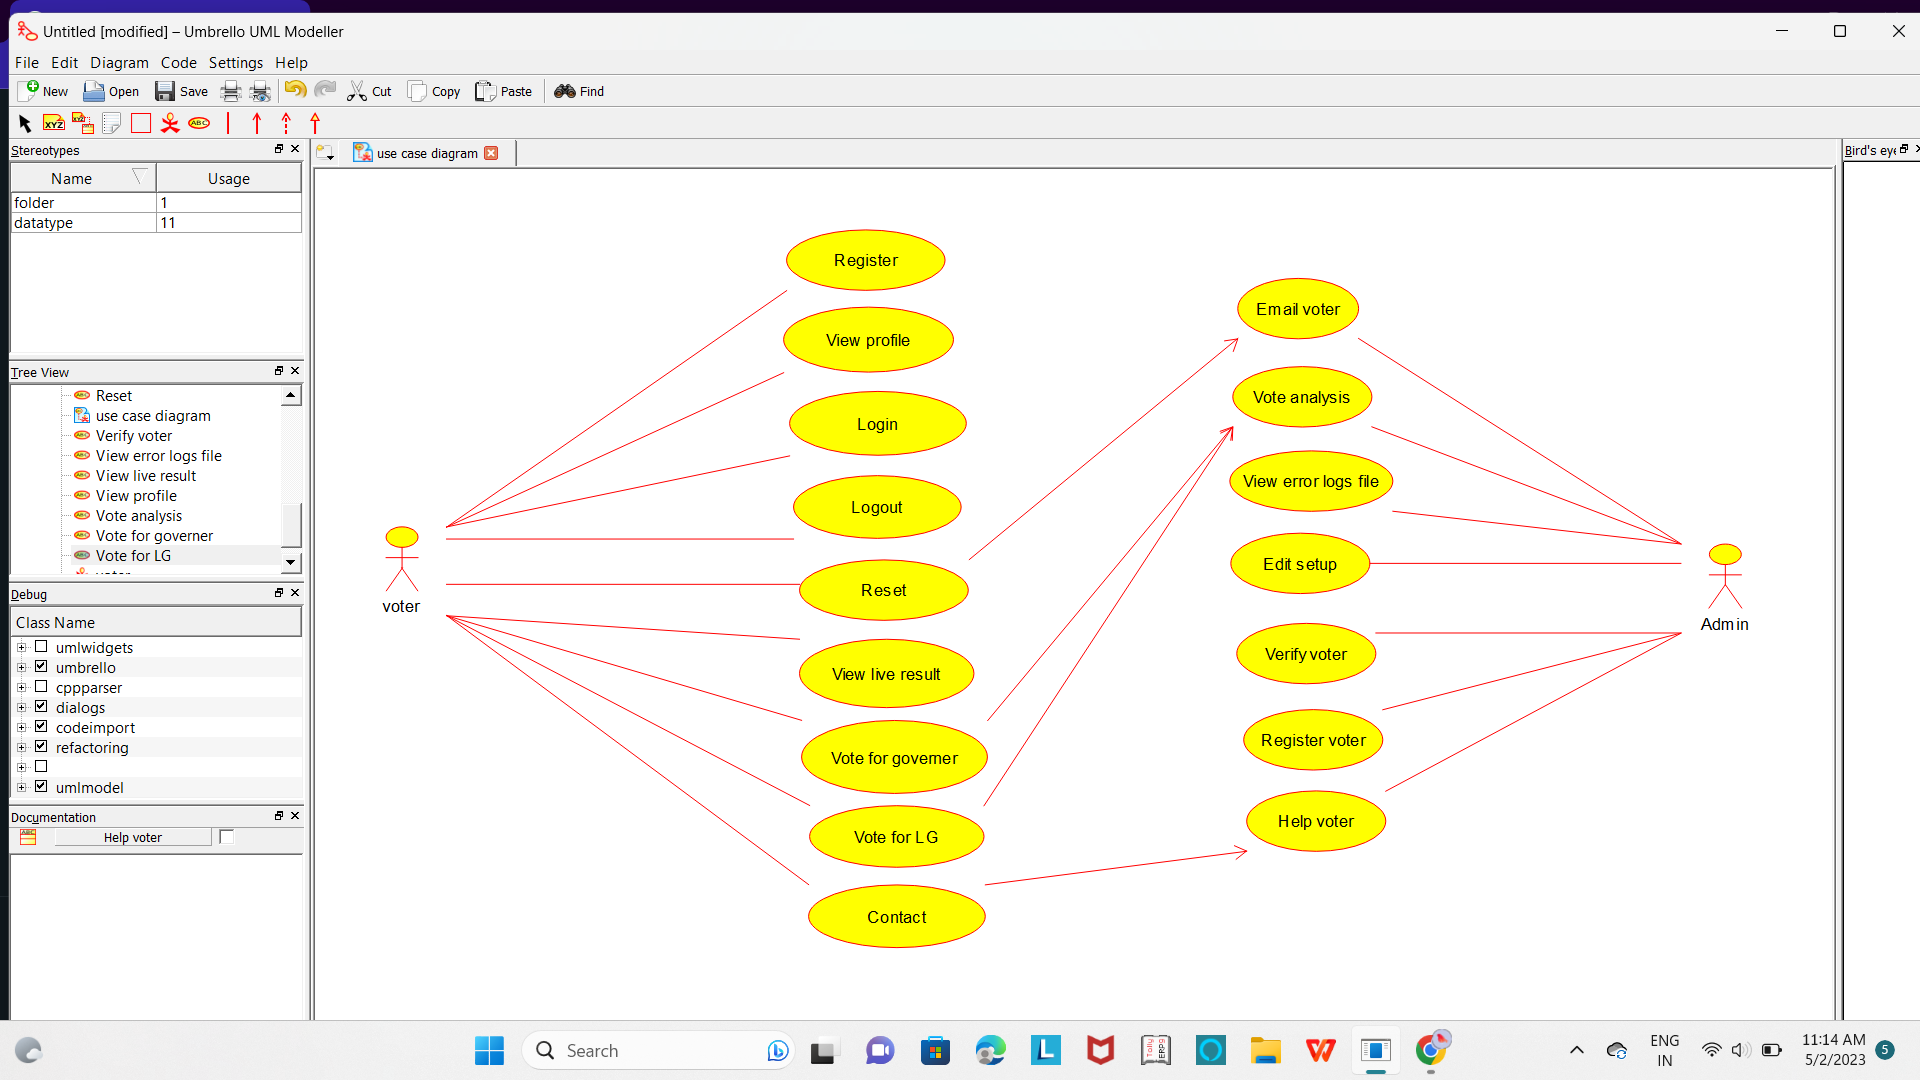 Untitled [modified] – Umbrello UML Modeller
File Edit Diagram Code Settings Help
New Open Save Cut Copy Paste Find
XYZ XYZ ABC
Stereotypes
Name Usage
folder 1
datatype 11
use case diagram
Bird's eye
Tree View
Reset
use case diagram
Verify voter
View error logs file
View live result
View profile
Vote analysis
Vote for governer
Vote for LG
Debug
Class Name
umlwidgets
umbrello
cppparser
dialogs
codeimport
refactoring
umlmodel
Documentation
Help voter
Register
View profile
Login
Logout
Reset
View live result
Vote for governer
Vote for LG
Contact
voter
Email voter
Vote analysis
View error logs file
Edit setup
Verify voter
Register voter
Help voter
Admin
Search
ENG
IN
11:14 AM
5/2/2023
5